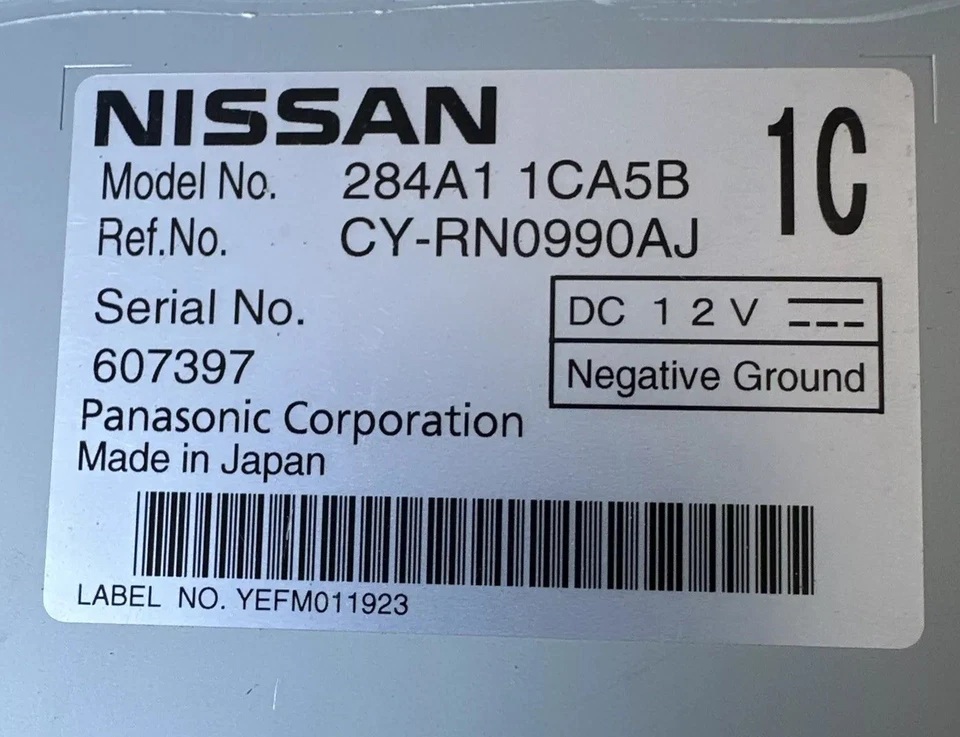 NISSAN
1C
Model No. 284A1 1CA5B
Ref.No. CY-RN0990AJ
Serial No.
607397
DC 12V
Negative Ground
Panasonic Corporation
Made in Japan
LABEL NO. YEFM011923